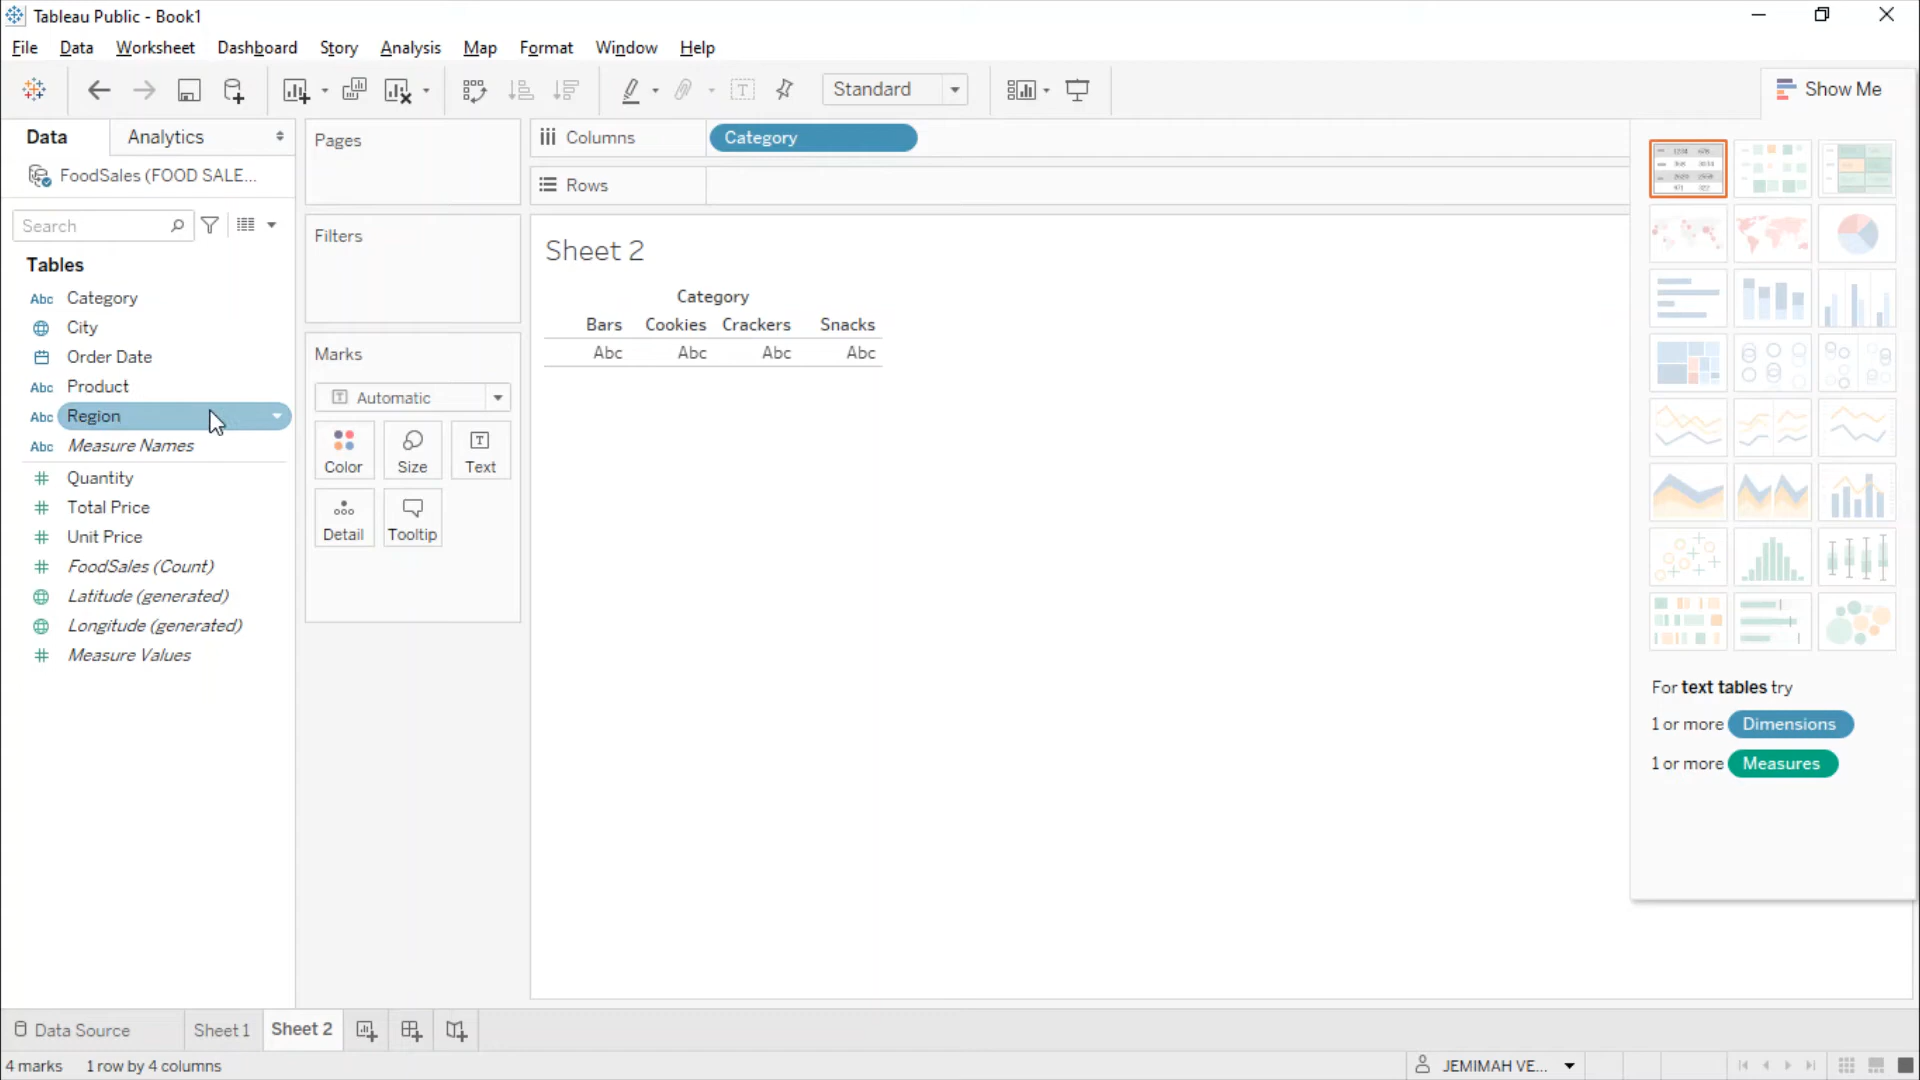 Tableau Public - Book1
File Data Worksheet Dashboard Story Analysis Map Format Window Help
Standard
Show Me
Data Analytics
FoodSales (FOOD SALE...
Search
Tables
Abc Category
City
Order Date
Abc Product
Abc Region
Abc Measure Names
Quantity
Total Price
Unit Price
FoodSales (Count)
Latitude (generated)
Longitude (generated)
Measure Values
Pages
Filters
Marks
Automatic
Color Size Text
Detail Tooltip
Columns Category
Rows
Sheet 2
Category
Bars Cookies Crackers Snacks
Abc Abc Abc Abc
For text tables try
1 or more Dimensions
1 or more Measures
Data Source Sheet 1 Sheet 2
4 marks 1 row by 4 columns
JEMIMAH VE...